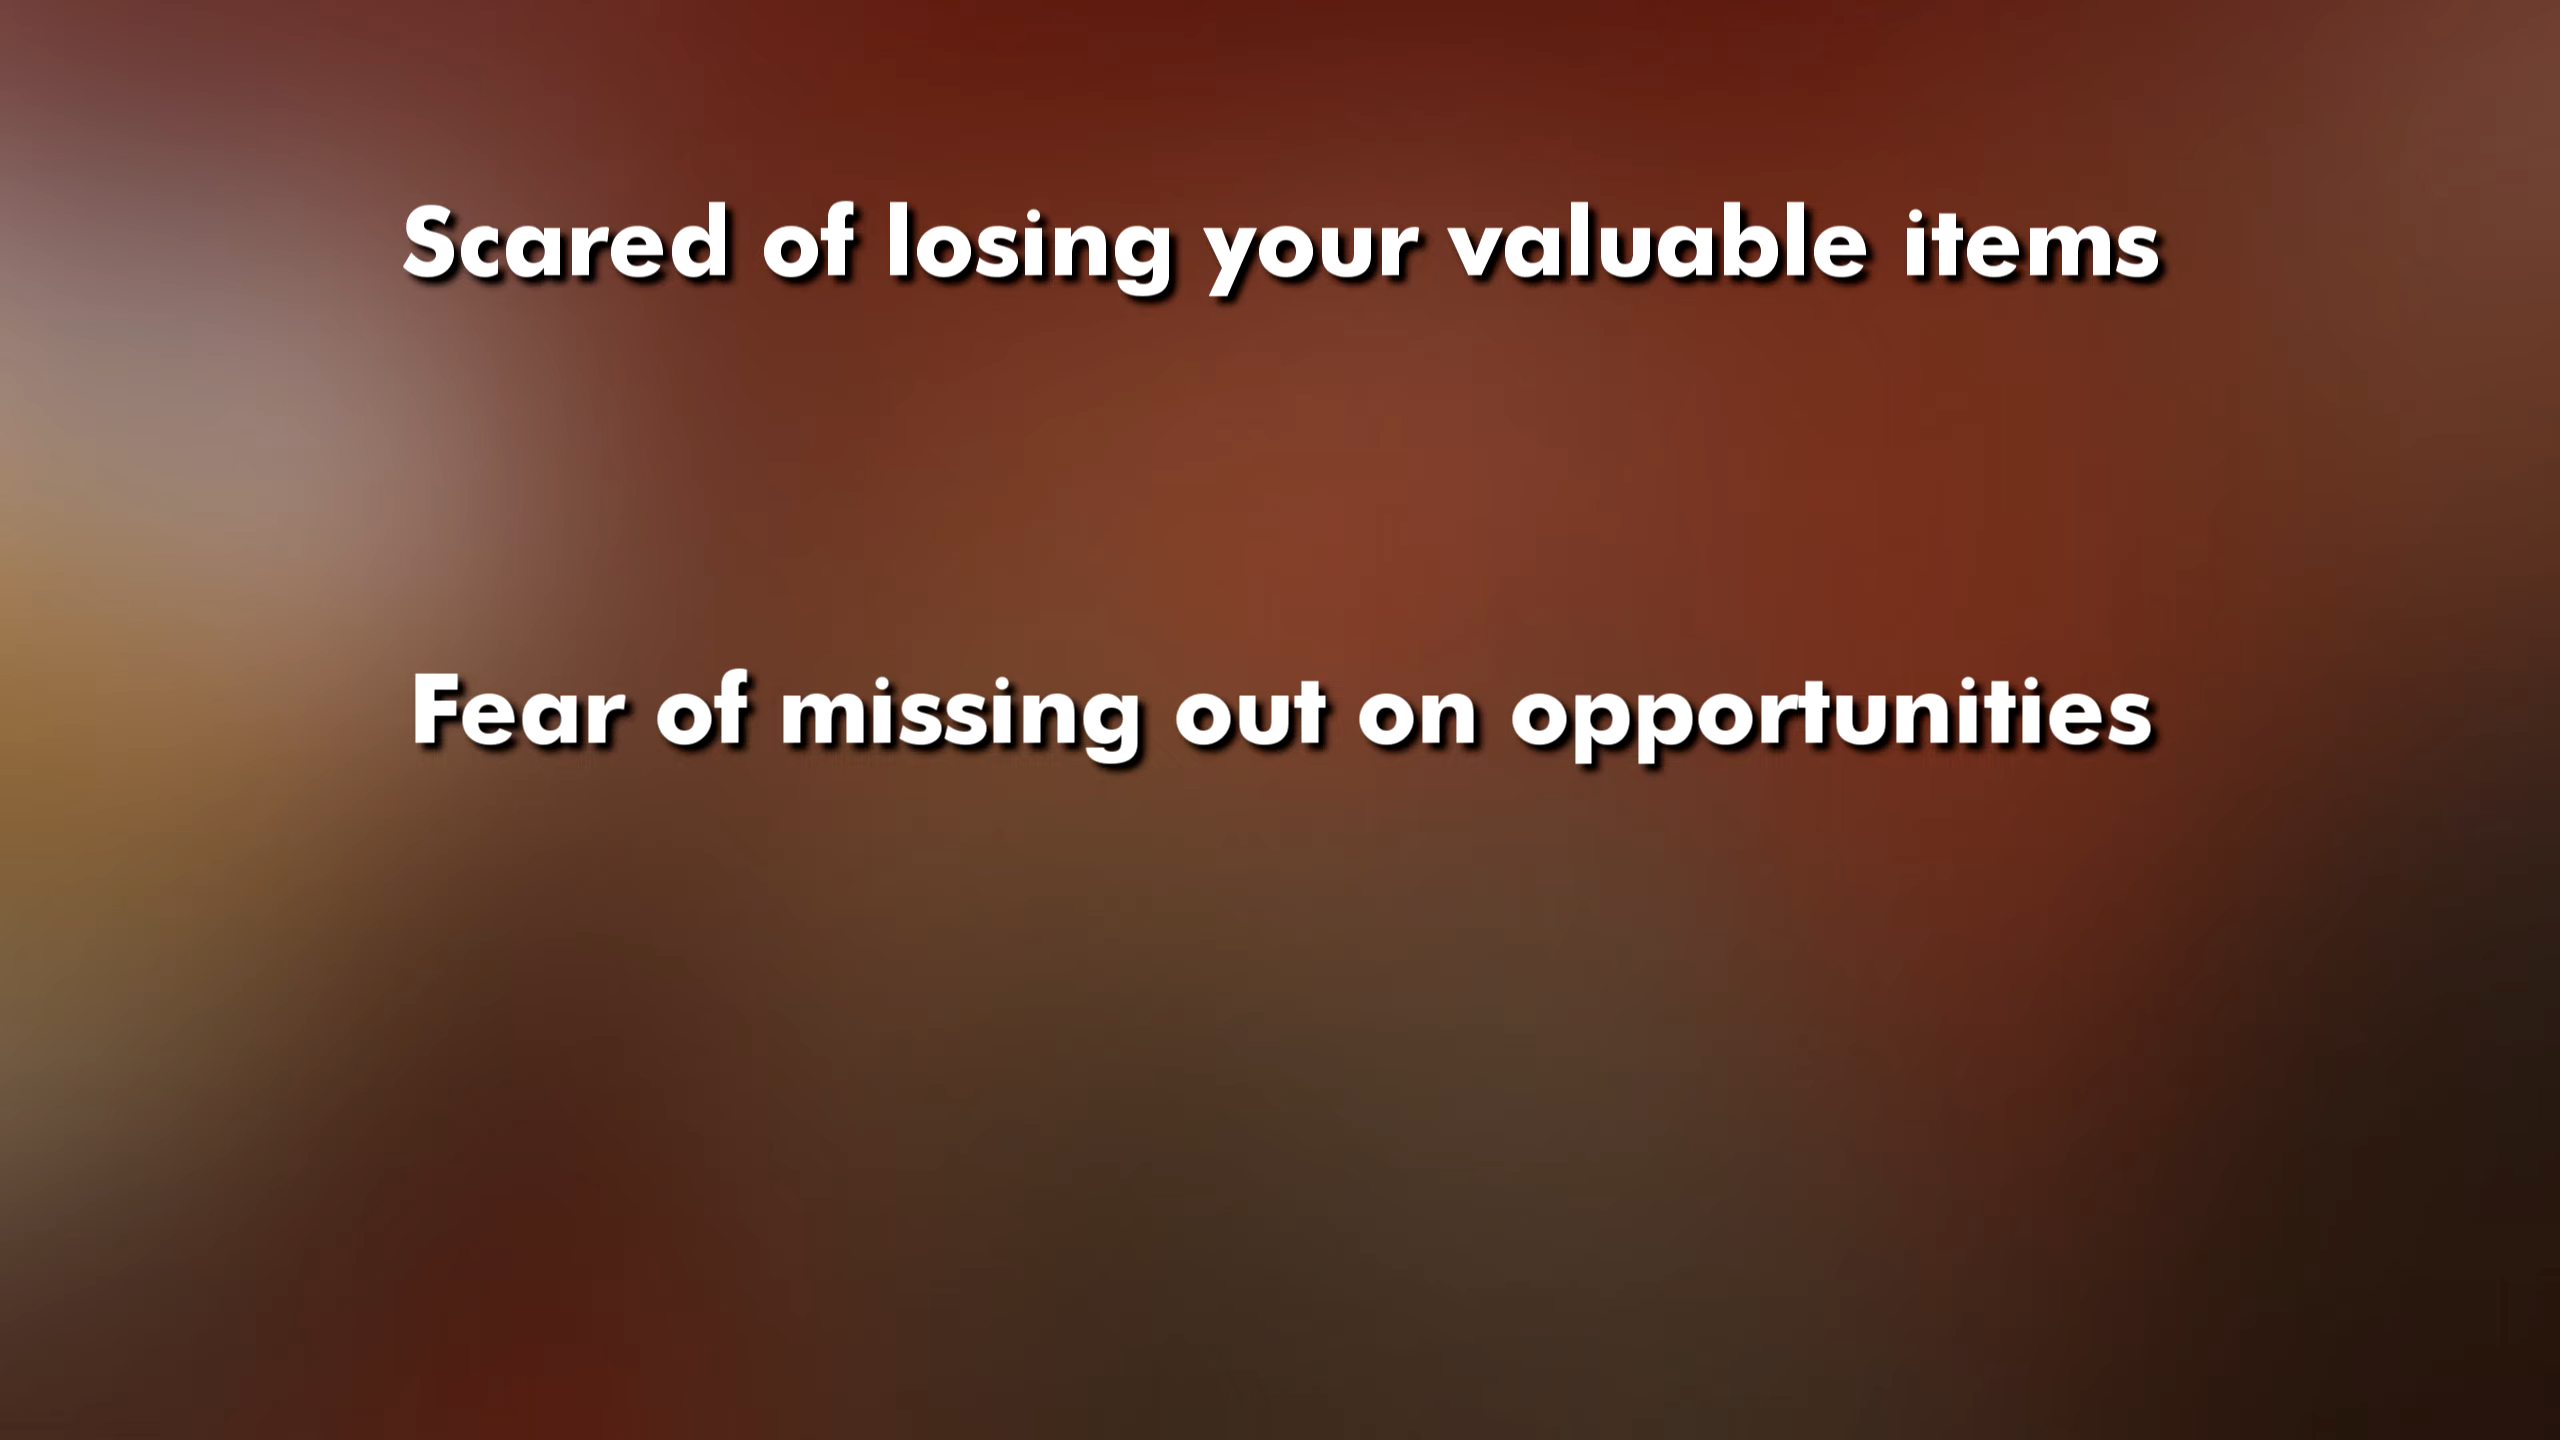 Scared of losing your valuable items
Fear of missing out on opportunities